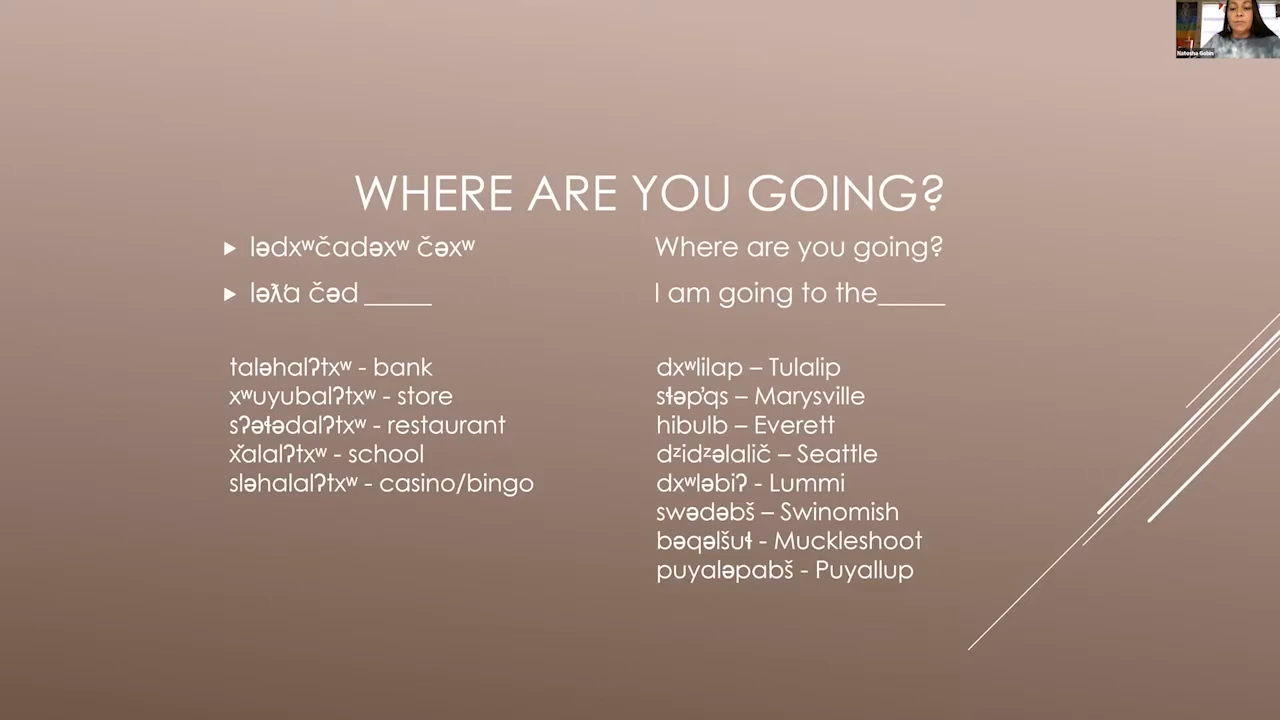 Natosha Gobin
WHERE ARE YOU GOING?
lədxʷčadəxʷ čəxʷ Where are you going?
ləƛ̓a čəd _____ I am going to the_____
taləhalʔtxʷ - bank
xʷuyubalʔtxʷ - store
sʔəɬədalʔtxʷ - restaurant
x̌alalʔtxʷ - school
sləhalalʔtxʷ - casino/bingo
dxʷlilap – Tulalip
sɬəp̓qs – Marysville
hibulb – Everett
dᶻidᶻəlalič – Seattle
dxʷləbiʔ - Lummi
swədəbš – Swinomish
bəqəlšuɬ - Muckleshoot
puyaləpabš - Puyallup